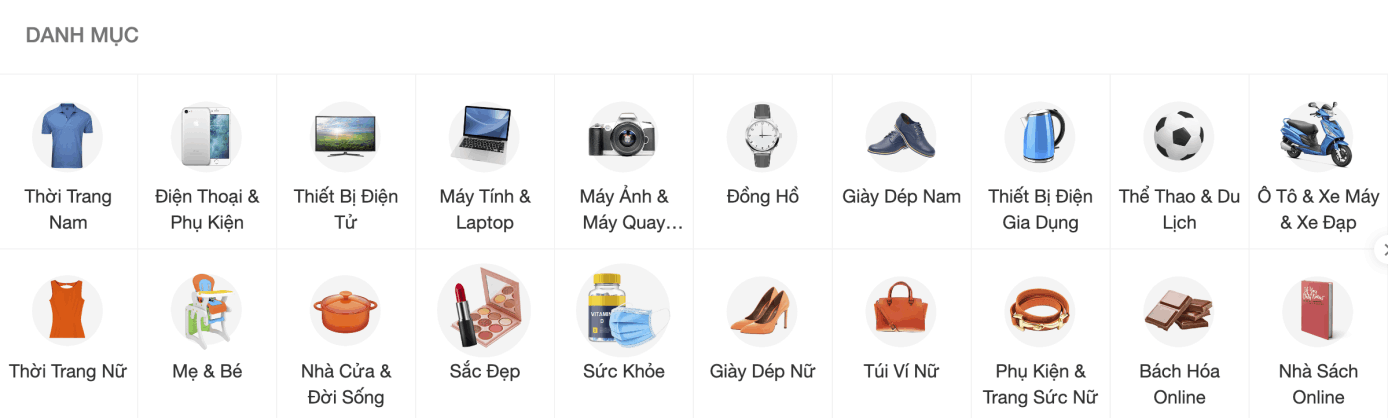 DANH MỤC
Thời Trang
Nam
Điện Thoại &
Phụ Kiện
Thiết Bị Điện
Tử
Máy Tính &
Laptop
Máy Ảnh &
Máy Quay...
Đồng Hồ
Giày Dép Nam
Thiết Bị Điện
Gia Dụng
Thể Thao & Du
Lịch
Ô Tô & Xe Máy
& Xe Đạp
Thời Trang Nữ
Mẹ & Bé
Nhà Cửa &
Đời Sống
Sắc Đẹp
VITAMIN
D
Sức Khỏe
Giày Dép Nữ
Túi Ví Nữ
Phụ Kiện &
Trang Sức Nữ
Bách Hóa
Online
Nhà Sách
Online